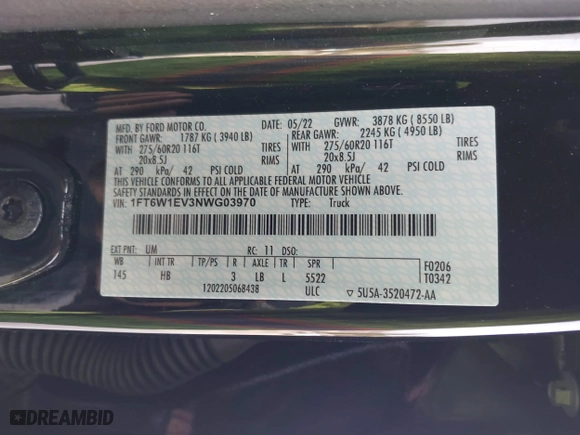 MFD. BY FORD MOTOR CO. DATE: 05/22 GVWR: 3878 KG ( 8550 LB)
FRONT GAWR: 1787 KG ( 3940 LB) REAR GAWR: 2245 KG ( 4950 LB)
WITH 275/60R20 116T TIRES WITH 275/60R20 116T TIRES
20x8.5J RIMS 20x8.5J RIMS
AT 290 kPa/ 42 PSI COLD AT 290 kPa/ 42 PSI COLD
THIS VEHICLE CONFORMS TO ALL APPLICABLE FEDERAL MOTOR VEHICLE
SAFETY STANDARDS IN EFFECT ON THE DATE OF MANUFACTURE SHOWN ABOVE.
VIN: 1FT6W1EV3NWG03970 TYPE: Truck
EXT PNT: UM RC: 11 DSO: F0206
WB INT TR TP/PS R AXLE TR SPR T0342
145 HB 3 LB L 5522
1202205068438 ULC ▽ 5U5A-3520472-AA
DREAMBID